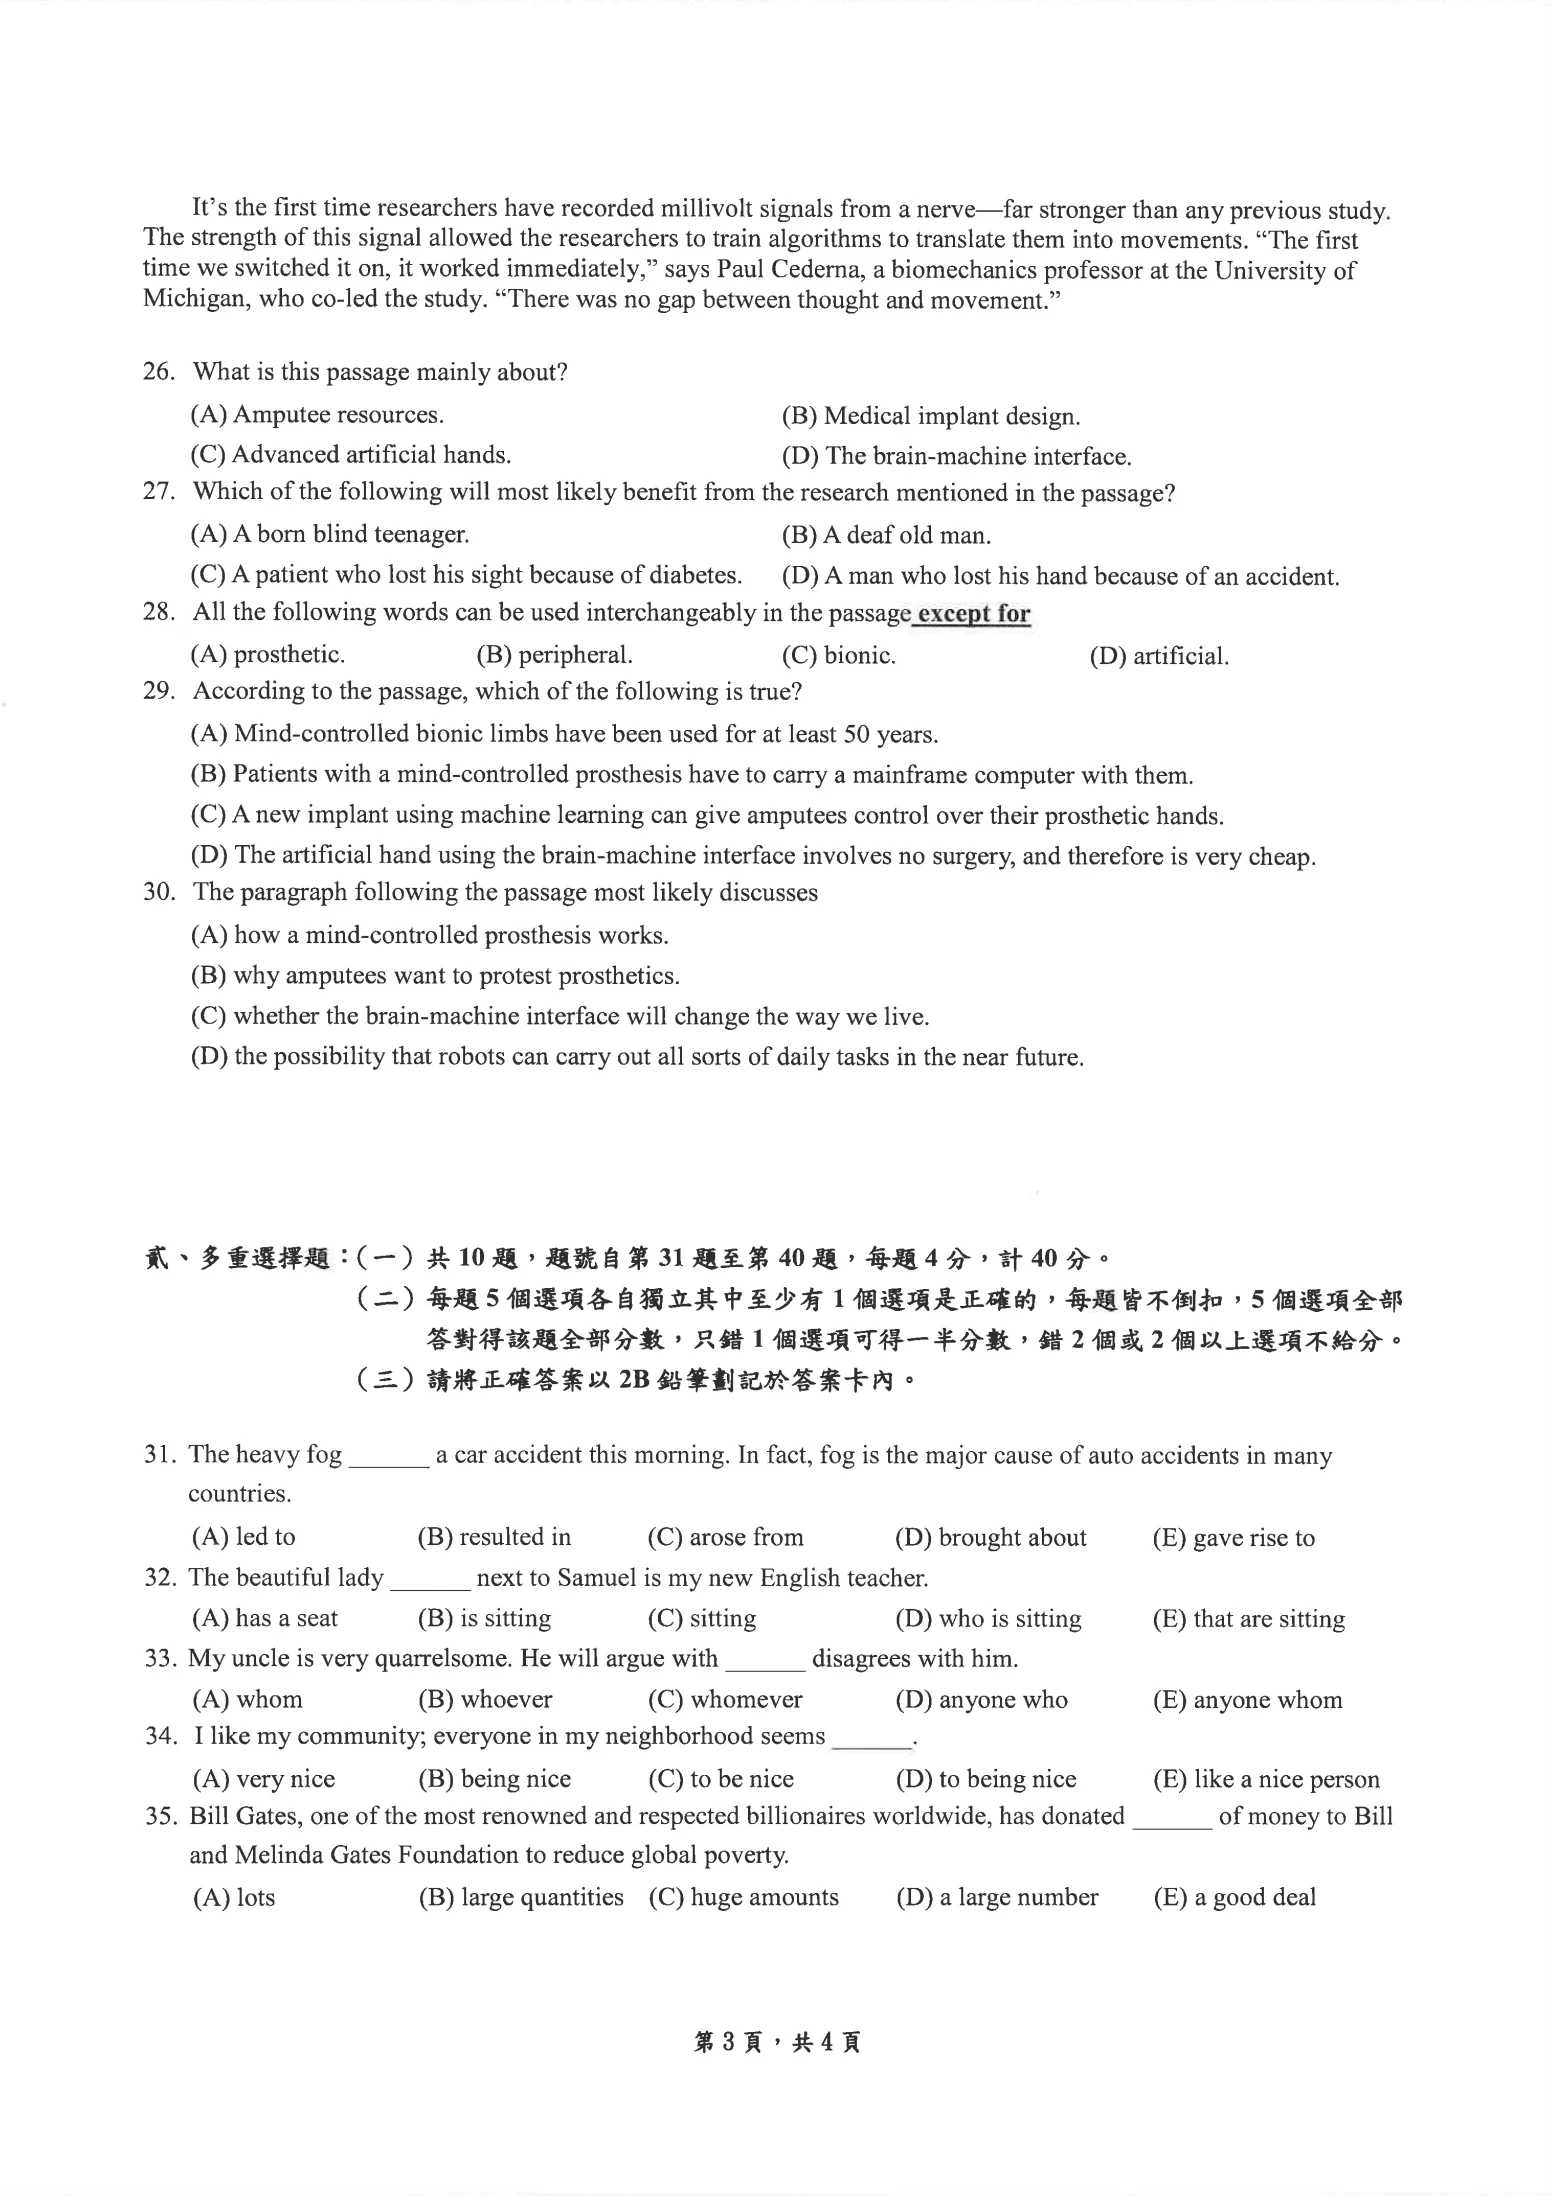 It's the first time researchers have recorded millivolt signals from a nerve—far stronger than any previous study.
The strength of this signal allowed the researchers to train algorithms to translate them into movements. “The first
time we switched it on, it worked immediately,” says Paul Cederna, a biomechanics professor at the University of
Michigan, who co-led the study. “There was no gap between thought and movement.”
26. What is this passage mainly about?
(A) Amputee resources. (B) Medical implant design.
(C) Advanced artificial hands. (D) The brain-machine interface.
27. Which of the following will most likely benefit from the research mentioned in the passage?
(A) A born blind teenager. (B) A deaf old man.
(C) A patient who lost his sight because of diabetes. (D) A man who lost his hand because of an accident.
28. All the following words can be used interchangeably in the passage except for
(A) prosthetic. (B) peripheral. (C) bionic. (D) artificial.
29. According to the passage, which of the following is true?
(A) Mind-controlled bionic limbs have been used for at least 50 years.
(B) Patients with a mind-controlled prosthesis have to carry a mainframe computer with them.
(C) A new implant using machine learning can give amputees control over their prosthetic hands.
(D) The artificial hand using the brain-machine interface involves no surgery, and therefore is very cheap.
30. The paragraph following the passage most likely discusses
(A) how a mind-controlled prosthesis works.
(B) why amputees want to protest prosthetics.
(C) whether the brain-machine interface will change the way we live.
(D) the possibility that robots can carry out all sorts of daily tasks in the near future.
貳、多重選擇題：(一) 共 10 題，題號自第 31 題至第 40 題，每題 4 分，計 40 分。
(二) 每題 5 個選項各自獨立其中至少有 1 個選項是正確的，每題皆不倒扣，5 個選項全部
答對得該題全部分數，只錯 1 個選項可得一半分數，錯 2 個或 2 個以上選項不給分。
(三) 請將正確答案以 2B 鉛筆劃記於答案卡內。
31. The heavy fog ______ a car accident this morning. In fact, fog is the major cause of auto accidents in many
countries.
(A) led to (B) resulted in (C) arose from (D) brought about (E) gave rise to
32. The beautiful lady ______ next to Samuel is my new English teacher.
(A) has a seat (B) is sitting (C) sitting (D) who is sitting (E) that are sitting
33. My uncle is very quarrelsome. He will argue with ______ disagrees with him.
(A) whom (B) whoever (C) whomever (D) anyone who (E) anyone whom
34. I like my community; everyone in my neighborhood seems ______.
(A) very nice (B) being nice (C) to be nice (D) to being nice (E) like a nice person
35. Bill Gates, one of the most renowned and respected billionaires worldwide, has donated ______ of money to Bill
and Melinda Gates Foundation to reduce global poverty.
(A) lots (B) large quantities (C) huge amounts (D) a large number (E) a good deal
第 3 頁，共 4 頁